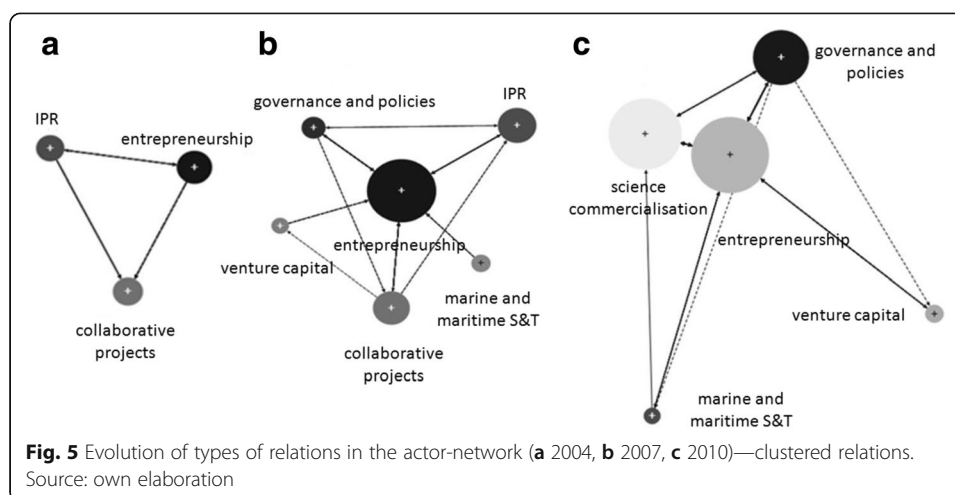 a
IPR
entrepreneurship
collaborative
projects
b
governance and policies
IPR
venture capital
entrepreneurship
marine and
maritime S&T
collaborative
projects
c
governance and
policies
science
commercialisation
entrepreneurship
venture capital
marine and
maritime S&T
Fig. 5 Evolution of types of relations in the actor-network (a 2004, b 2007, c 2010)—clustered relations.
Source: own elaboration